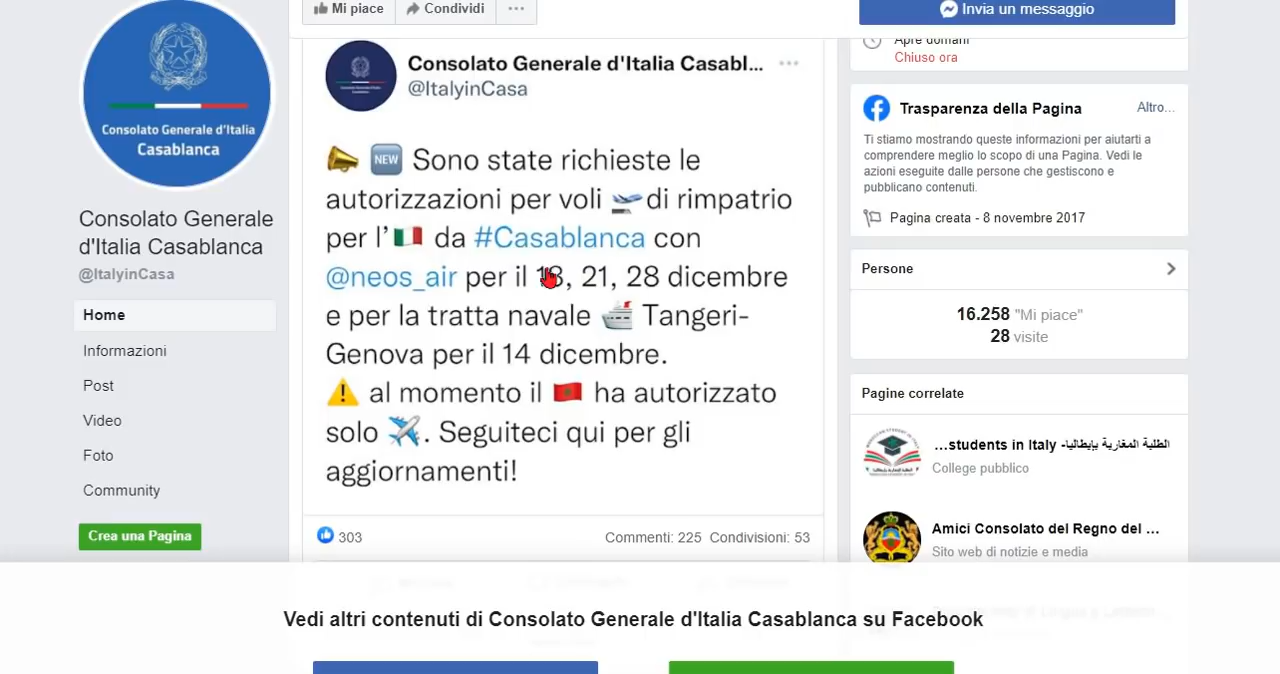 Mi piace
Condividi
Invia un messaggio
Consolato Generale d'Italia
Casablanca
Consolato Generale
d'Italia Casablanca
@ItalyinCasa
Home
Informazioni
Post
Video
Foto
Community
Crea una Pagina
Consolato Generale d'Italia Casabl...
@ItalyinCasa
NEW Sono state richieste le
autorizzazioni per voli di rimpatrio
per l' da #Casablanca con
@neos_air per il 18, 21, 28 dicembre
e per la tratta navale Tangeri-
Genova per il 14 dicembre.
al momento il ha autorizzato
solo . Seguiteci qui per gli
aggiornamenti!
303
Commenti: 225 Condivisioni: 53
Apre domani
Chiuso ora
Trasparenza della Pagina
Altro...
Ti stiamo mostrando queste informazioni per aiutarti a
comprendere meglio lo scopo di una Pagina. Vedi le
azioni eseguite dalle persone che gestiscono e
pubblicano contenuti.
Pagina creata - 8 novembre 2017
Persone
16.258 "Mi piace"
28 visite
Pagine correlate
...students in Italy -الطلبة المغاربة بإيطاليا
College pubblico
Amici Consolato del Regno del ...
Sito web di notizie e media
Vedi altri contenuti di Consolato Generale d'Italia Casablanca su Facebook